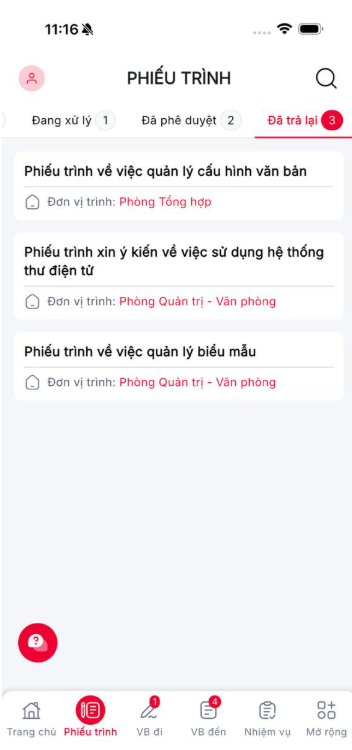 11:16
PHIẾU TRÌNH
Đang xử lý 1 Đã phê duyệt 2 Đã trả lại 3
Phiếu trình về việc quản lý cấu hình văn bản
Đơn vị trình: Phòng Tổng hợp
Phiếu trình xin ý kiến về việc sử dụng hệ thống
thư điện tử
Đơn vị trình: Phòng Quản trị - Văn phòng
Phiếu trình về việc quản lý biểu mẫu
Đơn vị trình: Phòng Quản trị - Văn phòng
1 4
Trang chủ Phiếu trình VB đi VB đến Nhiệm vụ Mở rộng